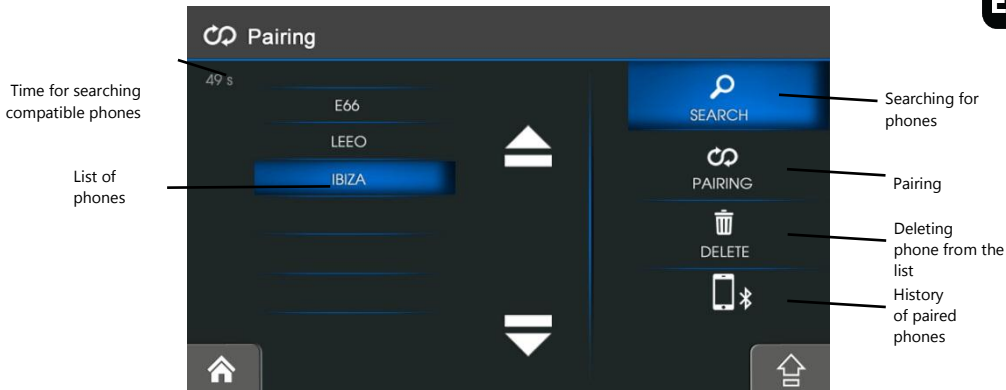 Pairing
49 s
Time for searching
compatible phones
E66
LEEO
IBIZA
List of
phones
SEARCH
PAIRING
DELETE
Searching for
phones
Pairing
Deleting
phone from the
list
History
of paired
phones